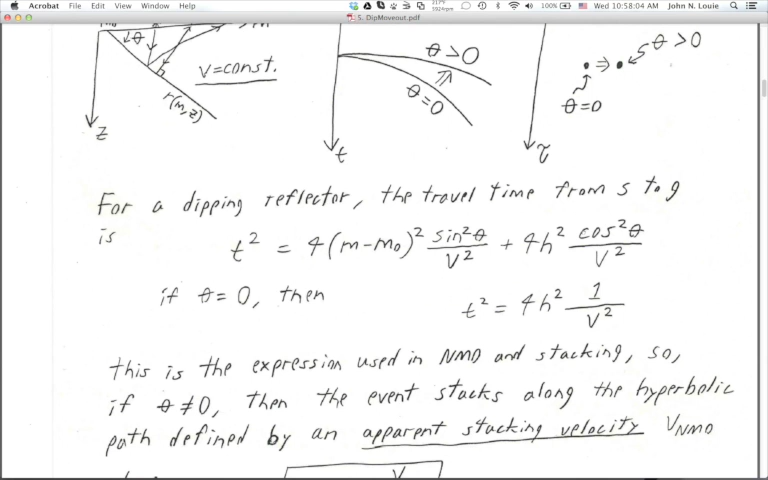 Acrobat File Edit View Window Help
100% Wed 10:58:04 AM John N. Louie
5. DipMoveout.pdf
θ
V=const.
r(m,z)
z
θ>0
⇒
θ=0
t
θ>0
⇒
θ=0
τ
For a dipping reflector, the travel time from s to g
is
t² = 4(m-m₀)² sin²θ/V² + 4h² cos²θ/V²
if θ=0, then t² = 4h² 1/V²
this is the expression used in NMO and stacking, so,
if θ≠0, then the event stacks along the hyperbolic
path defined by an apparent stacking velocity V_NMO